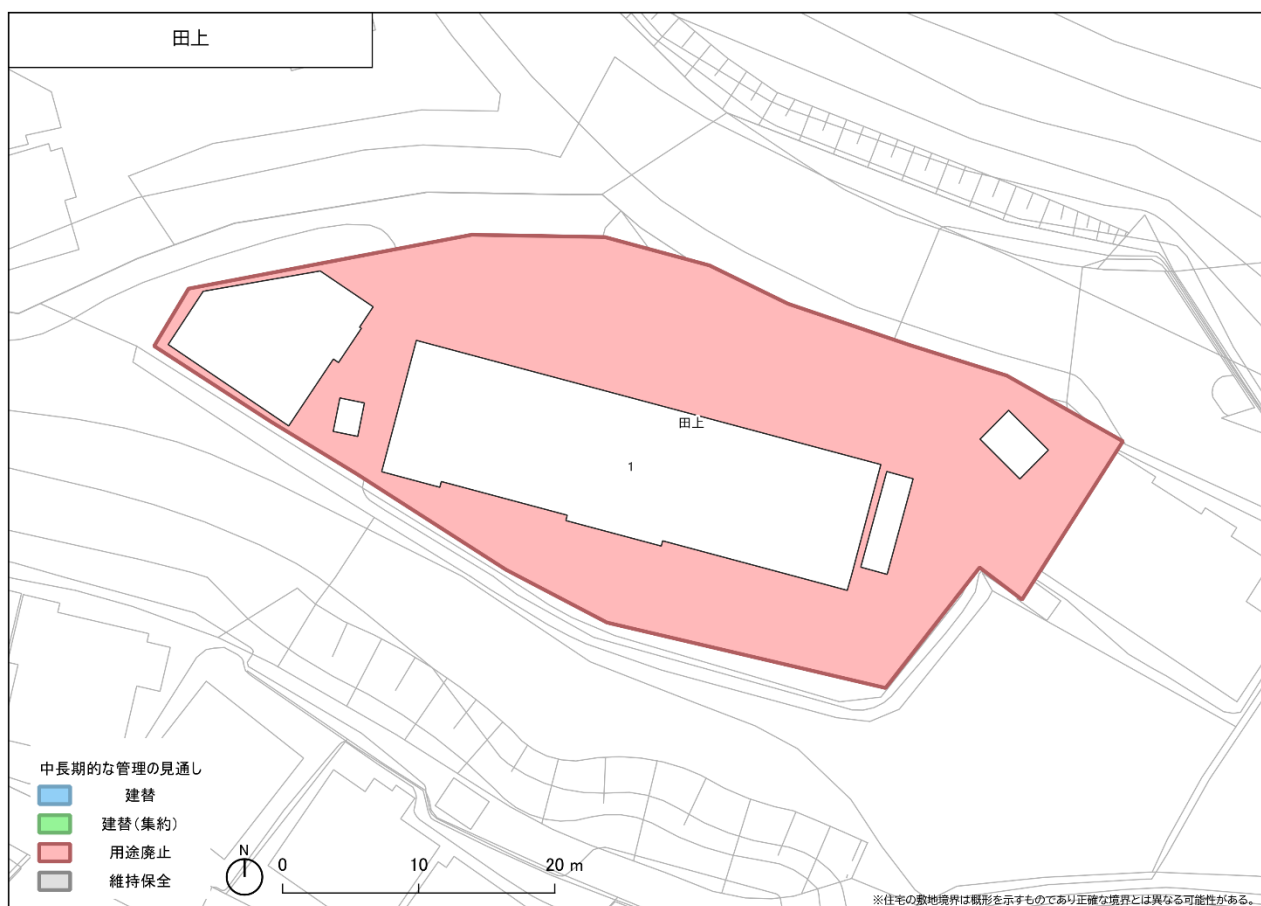 田上
田上
1
中長期的な管理の見通し
建替
建替(集約)
用途廃止
維持保全
N
0 10 20 m
※住宅の敷地境界は概形を示すものであり正確な境界とは異なる可能性がある。